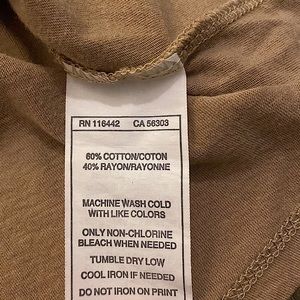 RN 116442 CA 56303
60% COTTON/COTON
40% RAYON/RAYONNE
MACHINE WASH COLD
WITH LIKE COLORS
ONLY NON-CHLORINE
BLEACH WHEN NEEDED
TUMBLE DRY LOW
COOL IRON IF NEEDED
DO NOT IRON ON PRINT